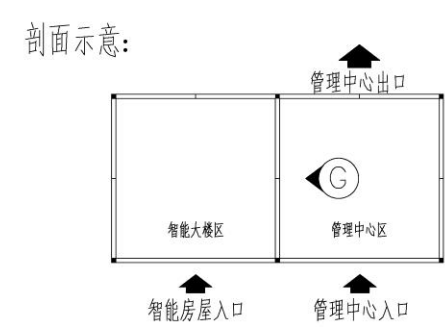 剖面示意:
管理中心出口
G
智能大楼区
管理中心区
智能房屋入口
管理中心入口